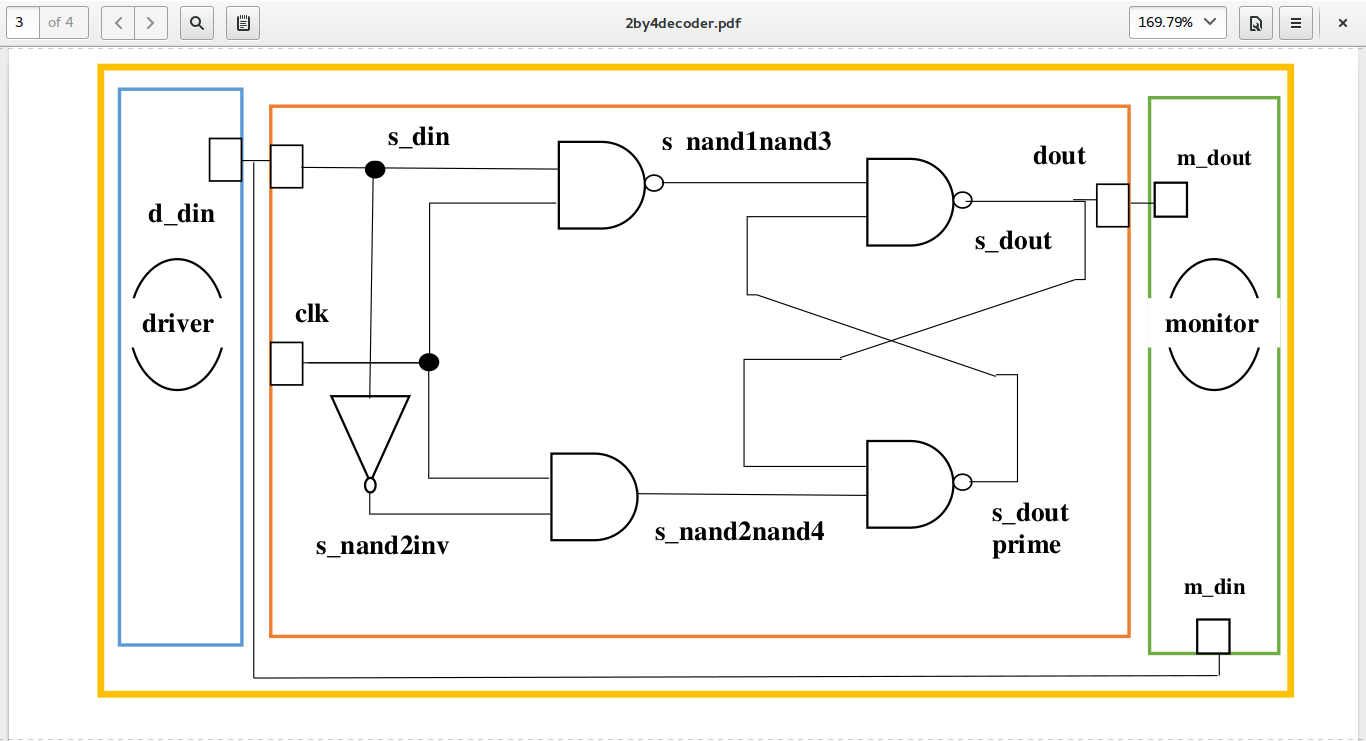 3 of 4
2by4decoder.pdf
169.79%
s_din
s nand1nand3
dout
m_dout
d_din
s_dout
clk
driver
monitor
s_nand2inv
s_nand2nand4
s_dout
prime
m_din